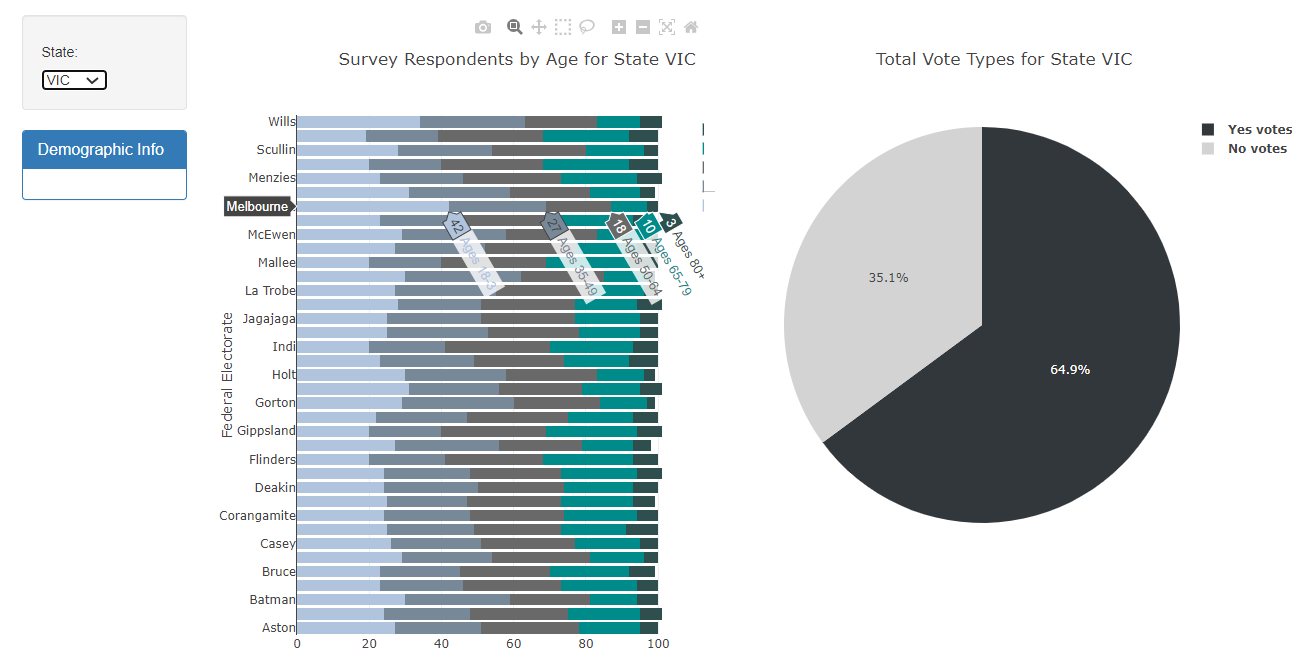 State:
VIC
Demographic Info
Survey Respondents by Age for State VIC
Wills
Scullin
Menzies
Melbourne
McEwen
Mallee
La Trobe
Jagajaga
Indi
Holt
Gorton
Gippsland
Flinders
Deakin
Corangamite
Casey
Bruce
Batman
Aston
Federal Electorate
42 Ages 18-3
27 Ages 35-49
18 Ages 50-64
10 Ages 65-79
3 Ages 80+
0 20 40 60 80 100
Total Vote Types for State VIC
35.1%
64.9%
Yes votes
No votes